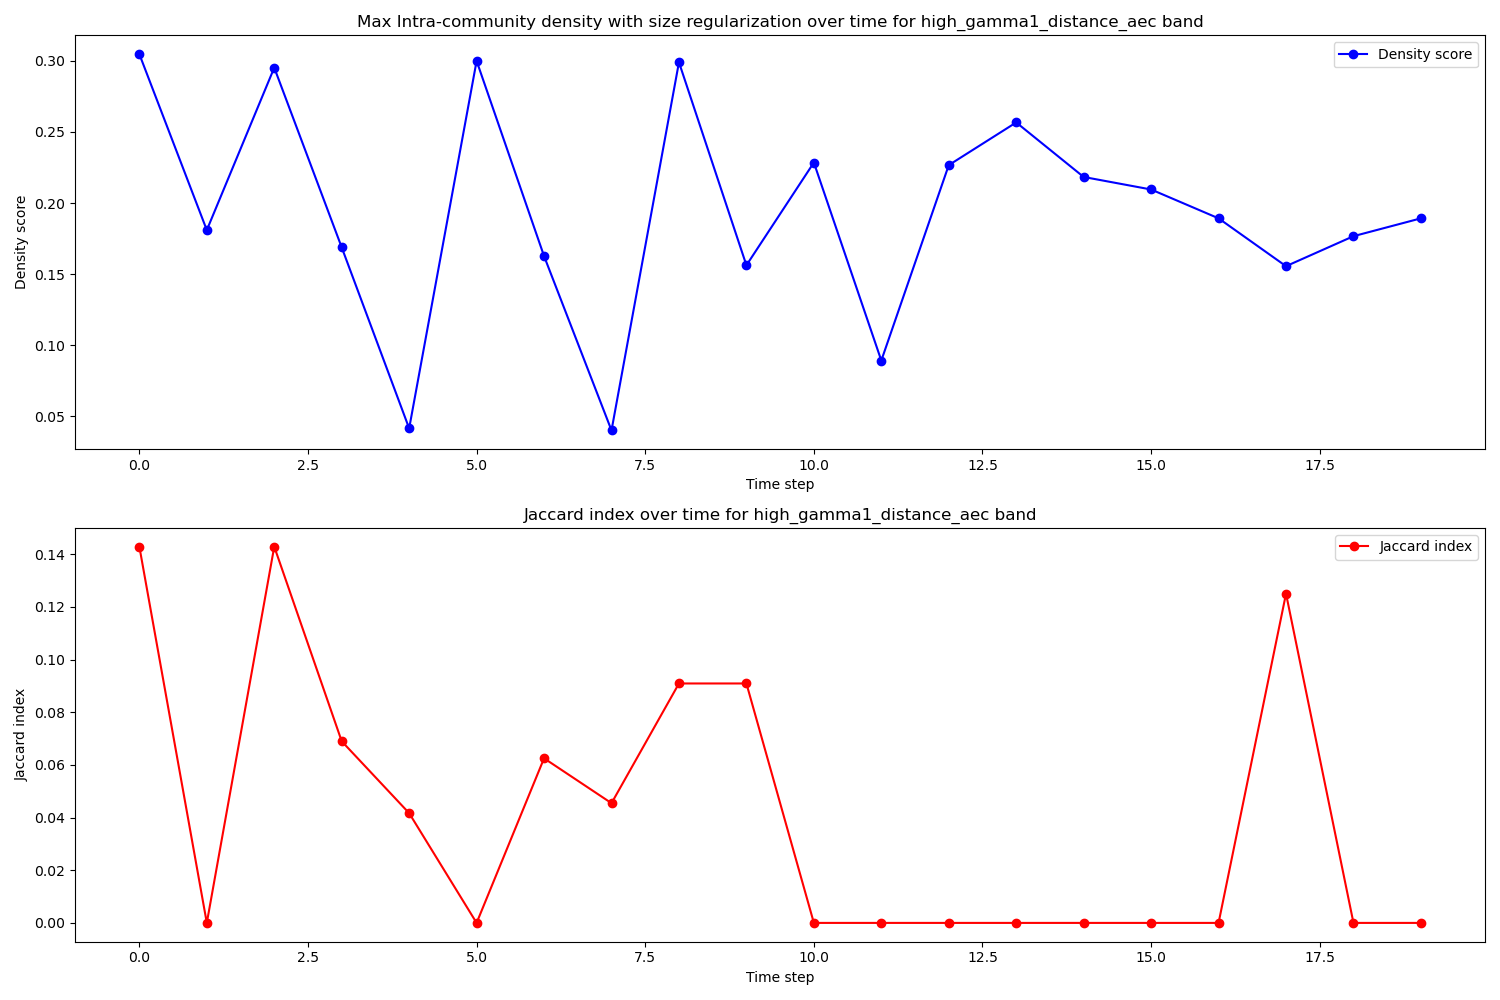 Max Intra-community density with size regularization over time for high_gamma1_distance_aec band
Density score
0.30
0.25
0.20
0.15
0.10
0.05
Density score
0.0 2.5 5.0 7.5 10.0 12.5 15.0 17.5
Time step
Jaccard index over time for high_gamma1_distance_aec band
Jaccard index
0.14
0.12
0.10
0.08
0.06
0.04
0.02
0.00
Jaccard index
0.0 2.5 5.0 7.5 10.0 12.5 15.0 17.5
Time step